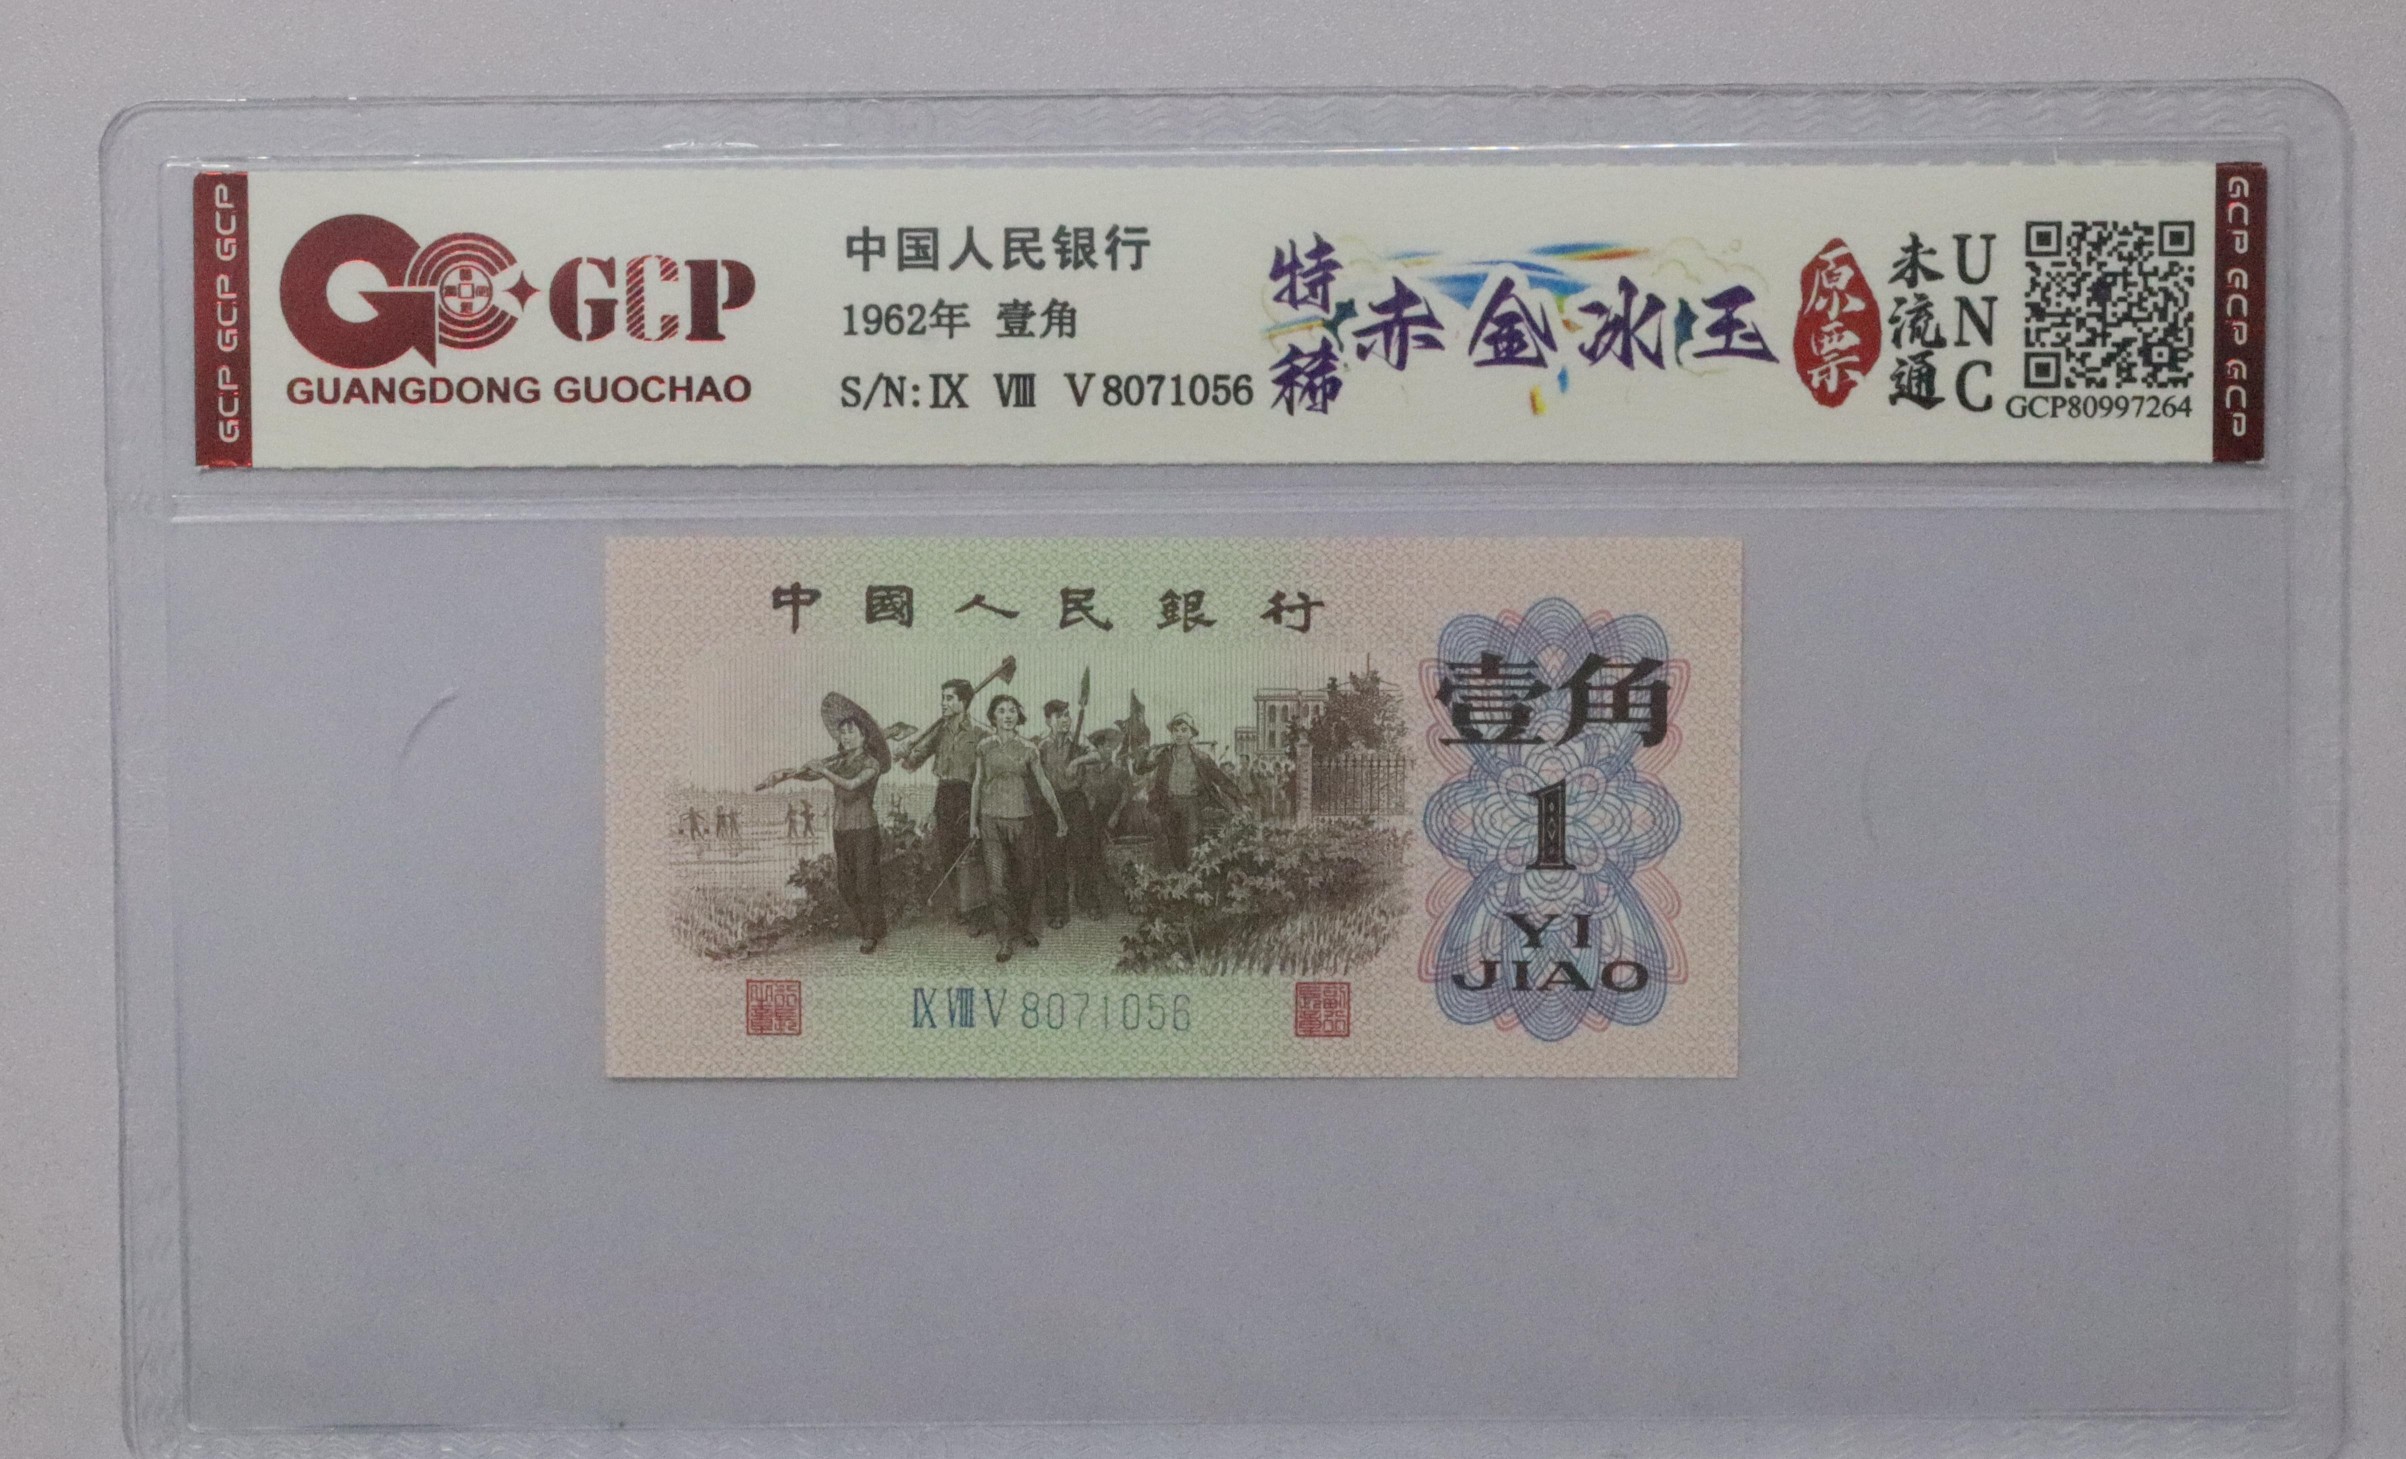 GCP GCP GCP
GCP
GUANGDONG GUOCHAO
中国人民银行
1962年 壹角
S/N: Ⅸ Ⅷ Ⅴ 8071056
特稀
赤金冰玉
原票
未流通
UNC
GCP80997264
GCP GCP GCP
中國人民銀行
壹角
1
YI
JIAO
Ⅸ Ⅷ Ⅴ 8071056